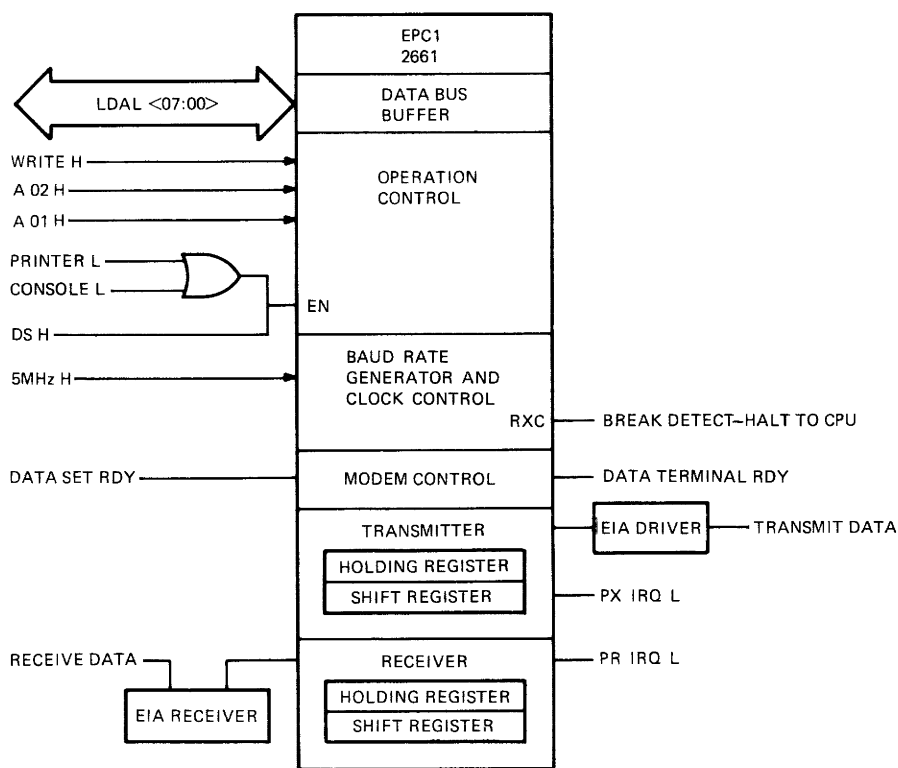 EPC1
2661
LDAL <07:00>
DATA BUS
BUFFER
WRITE H
A 02 H
A 01 H
OPERATION
CONTROL
PRINTER L
CONSOLE L
EN
DS H
5MHz H
BAUD RATE
GENERATOR AND
CLOCK CONTROL
RXC
BREAK DETECT–HALT TO CPU
DATA SET RDY
MODEM CONTROL
DATA TERMINAL RDY
TRANSMITTER
EIA DRIVER
TRANSMIT DATA
HOLDING REGISTER
SHIFT REGISTER
PX IRQ L
RECEIVE DATA
RECEIVER
PR IRQ L
EIA RECEIVER
HOLDING REGISTER
SHIFT REGISTER